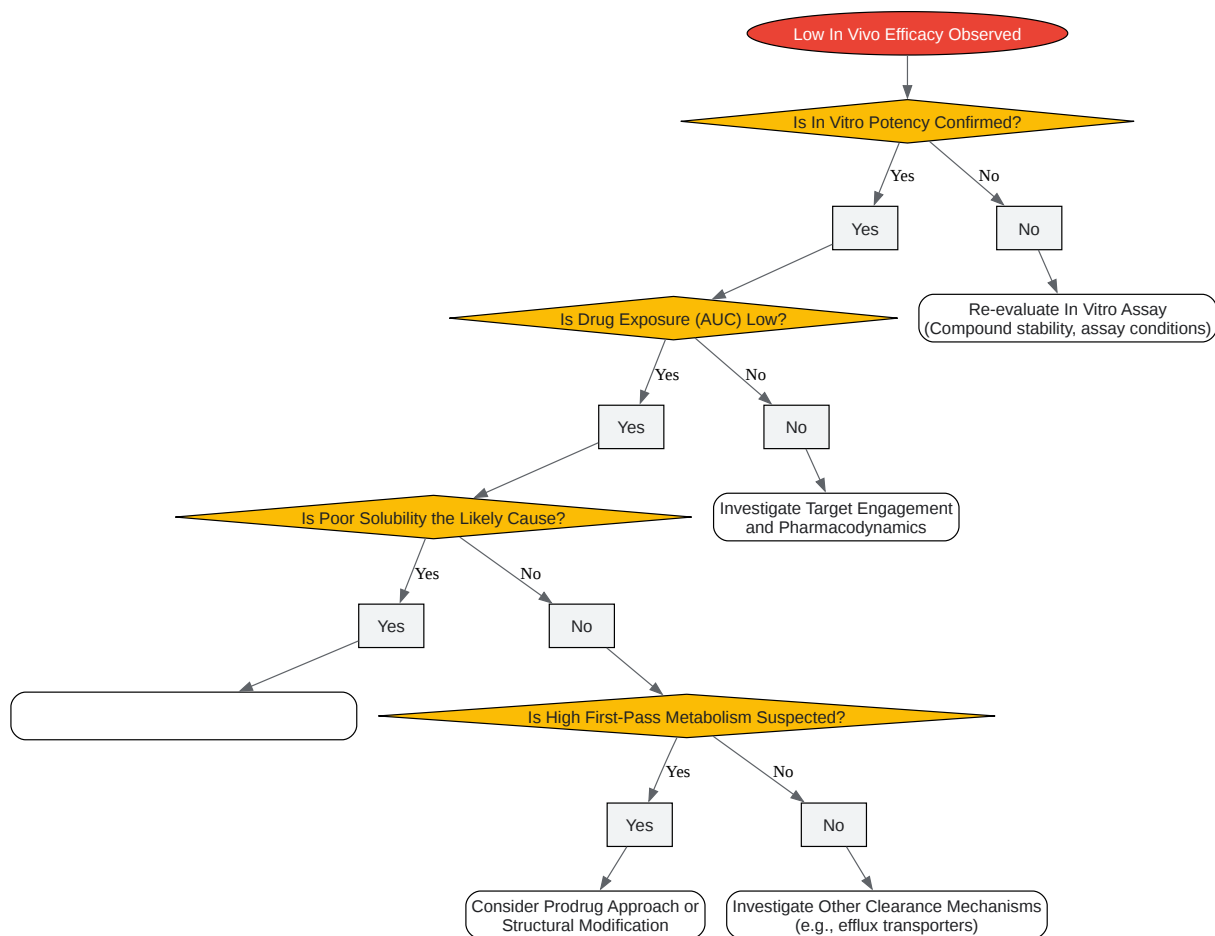 Low In Vivo Efficacy Observed
Is In Vitro Potency Confirmed?
Yes
No
Yes
No
Re-evaluate In Vitro Assay
(Compound stability, assay conditions)
Is Drug Exposure (AUC) Low?
Yes
No
Yes
No
Investigate Target Engagement
and Pharmacodynamics
Is Poor Solubility the Likely Cause?
Yes
No
Yes
No
Is High First-Pass Metabolism Suspected?
Yes
No
Yes
No
Consider Prodrug Approach or
Structural Modification
Investigate Other Clearance Mechanisms
(e.g., efflux transporters)